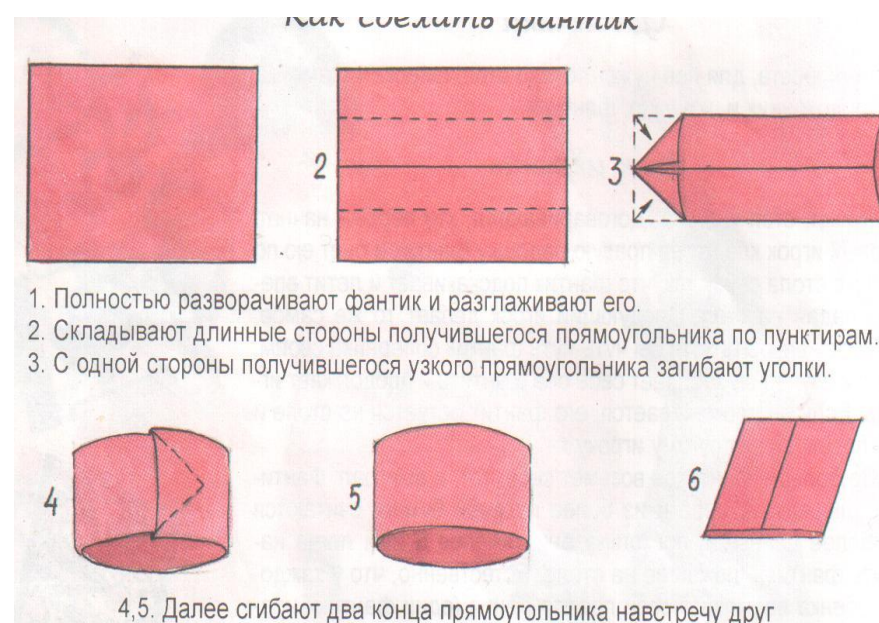 Как сделать фантик
2
3
1. Полностью разворачивают фантик и разглаживают его.
2. Складывают длинные стороны получившегося прямоугольника по пунктирам.
3. С одной стороны получившегося узкого прямоугольника загибают уголки.
4
5
6
4,5. Далее сгибают два конца прямоугольника навстречу друг